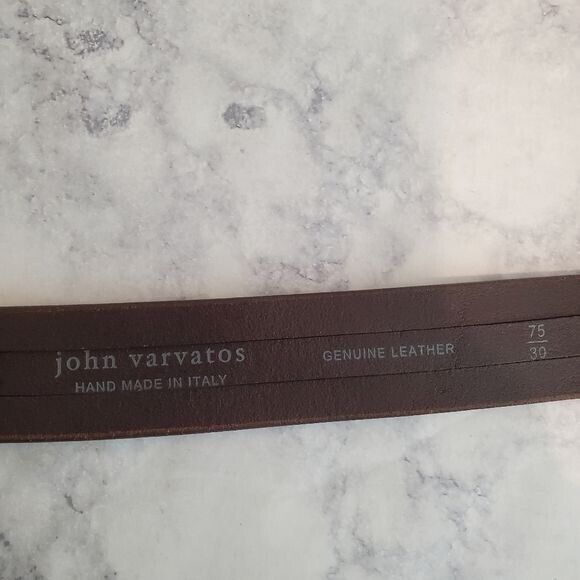 john varvatos
HAND MADE IN ITALY
GENUINE LEATHER
75
30